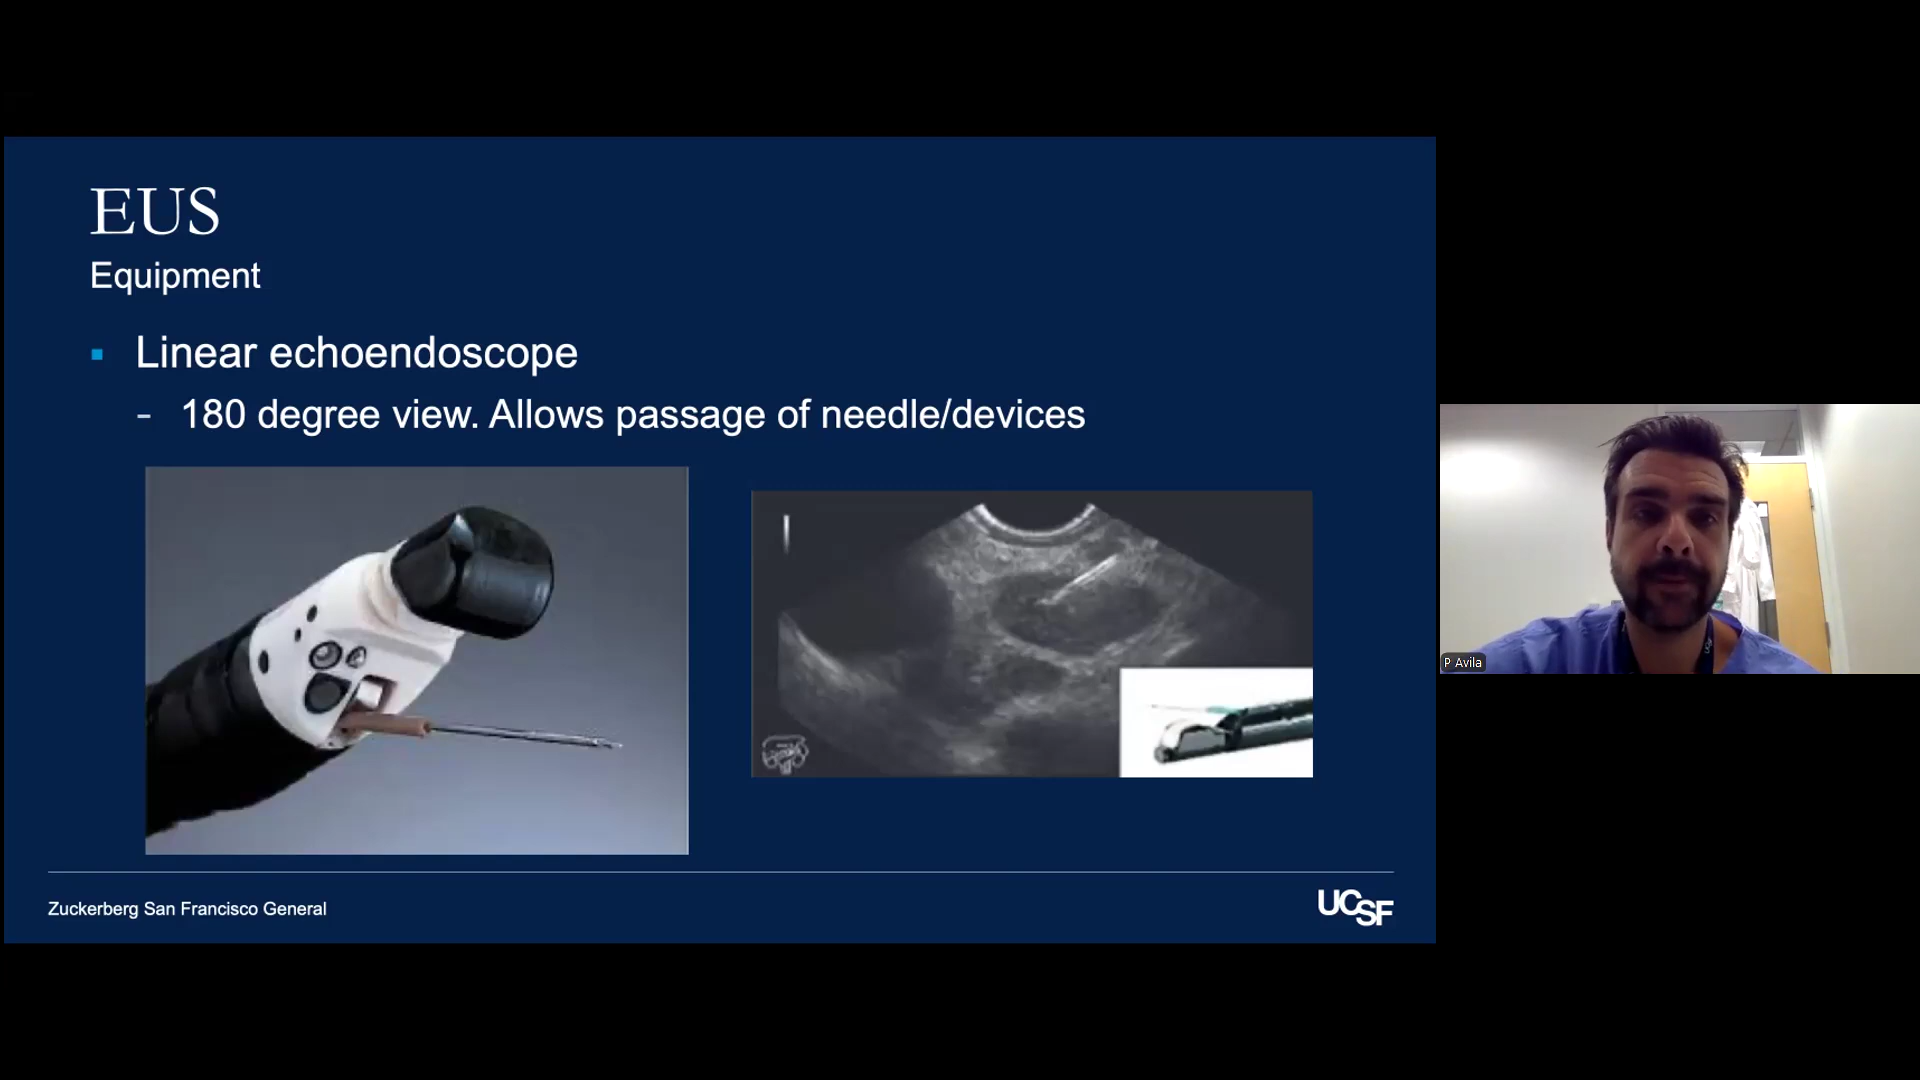 EUS
Equipment
Linear echoendoscope
- 180 degree view. Allows passage of needle/devices
Zuckerberg San Francisco General
UCSF
P Avila